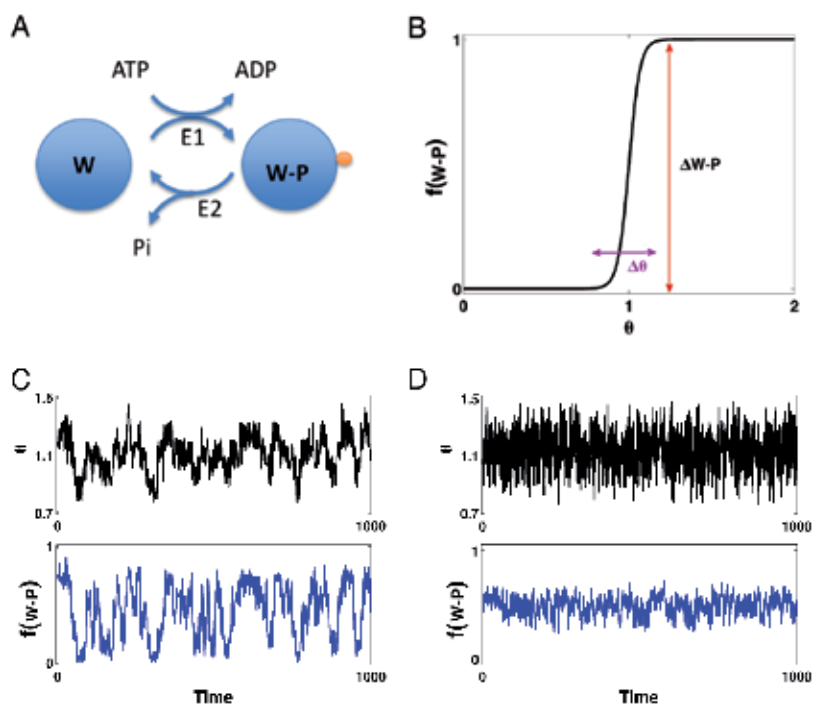 A
ATP
ADP
E1
W
W-P
E2
Pi
B
1
f(W-P)
ΔW-P
Δθ
0
0
1
2
θ
C
1.5
θ
1.1
0.7
0
1000
1
f(W-P)
0
0
1000
Time
D
1.5
θ
1.1
0.7
0
1000
1
f(W-P)
0
0
1000
Time